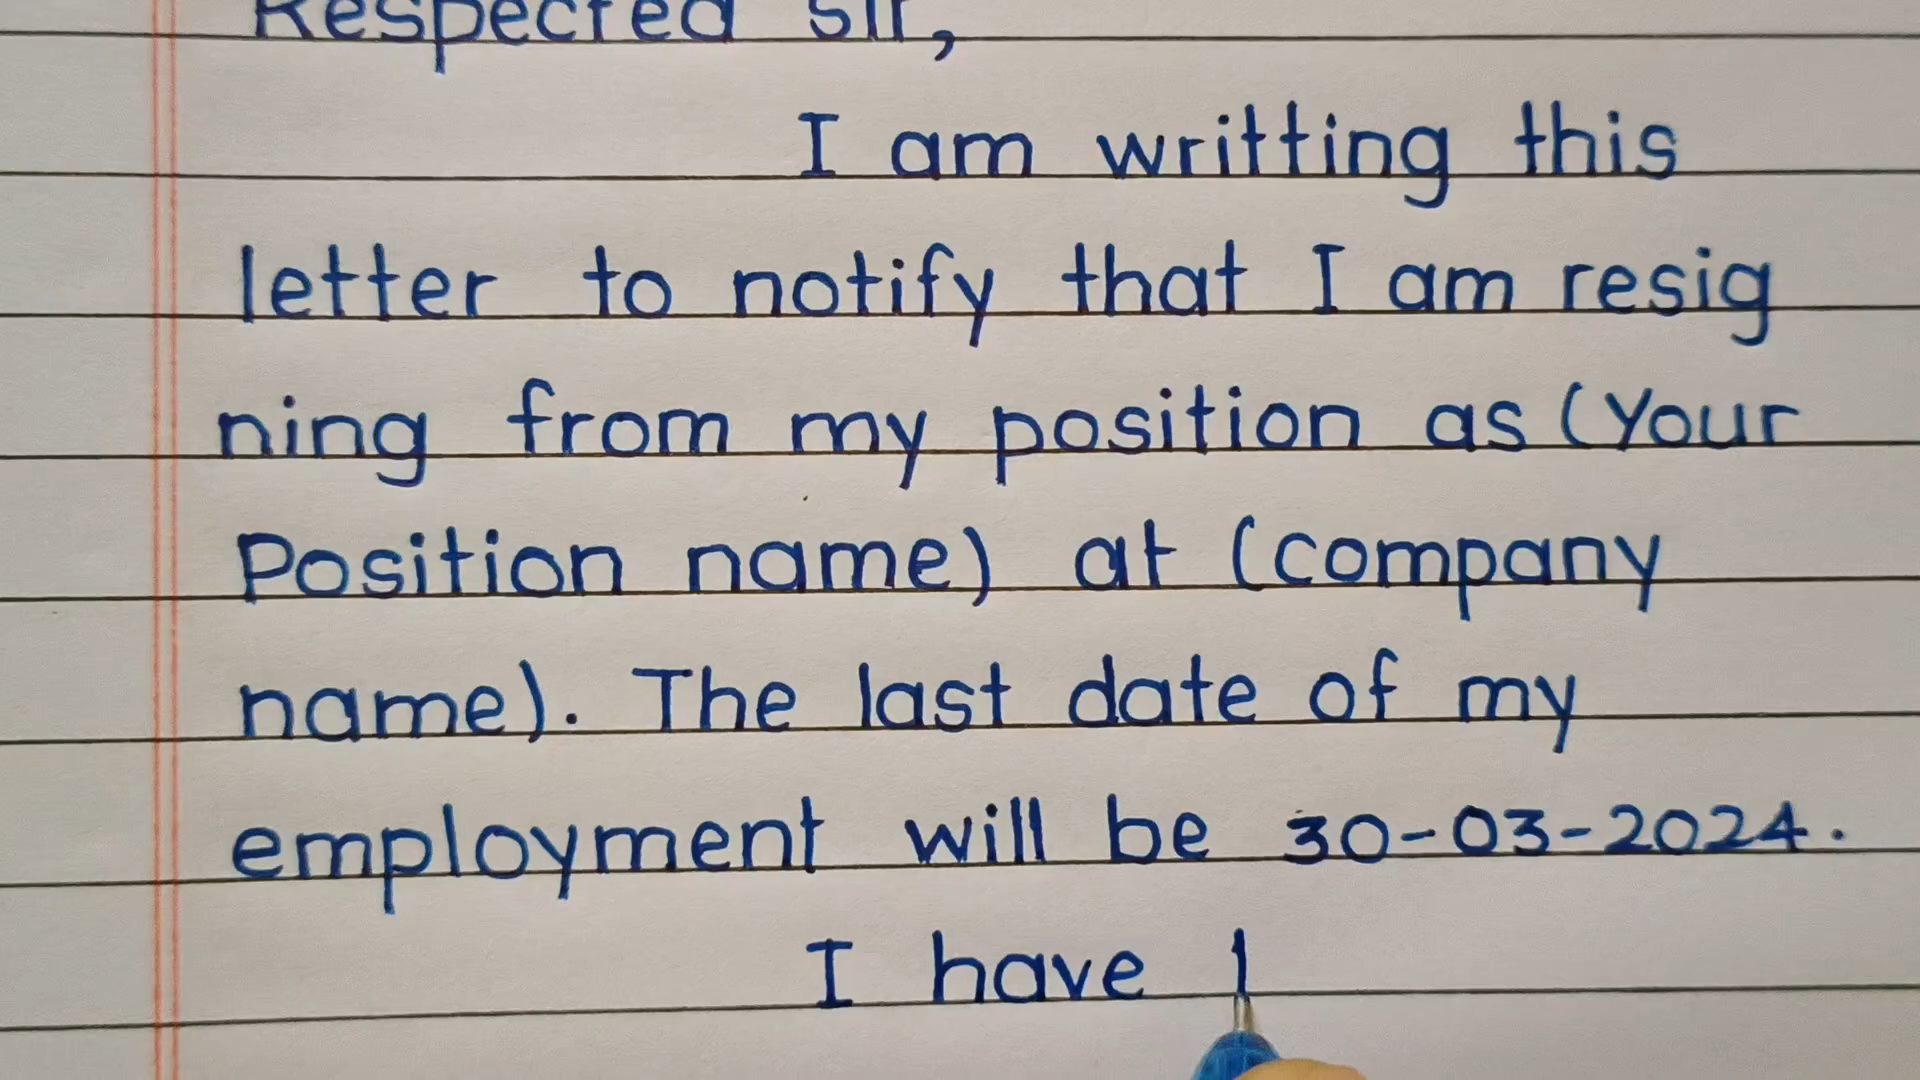 Respected Sir,
I am writting this
letter to notify that I am resig
ning from my position as (Your
Position name) at (company
name). The last date of my
employment will be 30-03-2024.
I have